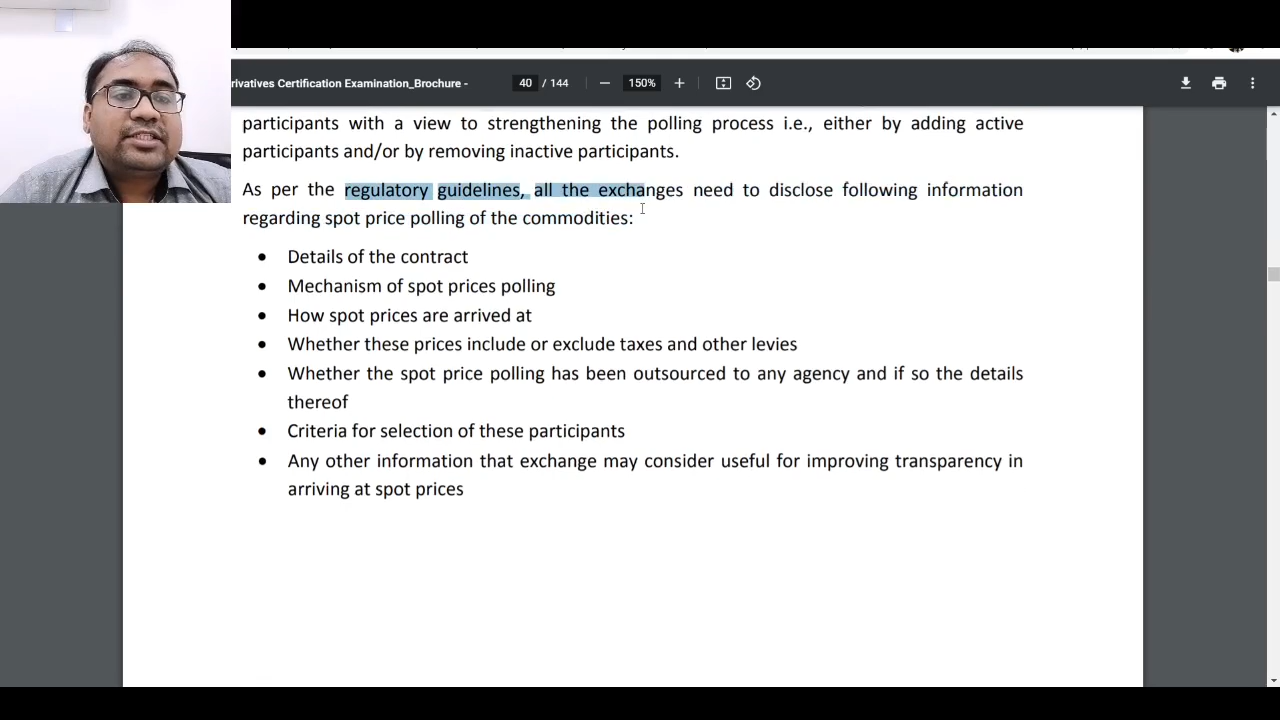 rivatives Certification Examination_Brochure -
40 / 144
150%
participants with a view to strengthening the polling process i.e., either by adding active
participants and/or by removing inactive participants.
As per the regulatory guidelines, all the exchanges need to disclose following information
regarding spot price polling of the commodities:
• Details of the contract
• Mechanism of spot prices polling
• How spot prices are arrived at
• Whether these prices include or exclude taxes and other levies
• Whether the spot price polling has been outsourced to any agency and if so the details
thereof
• Criteria for selection of these participants
• Any other information that exchange may consider useful for improving transparency in
arriving at spot prices